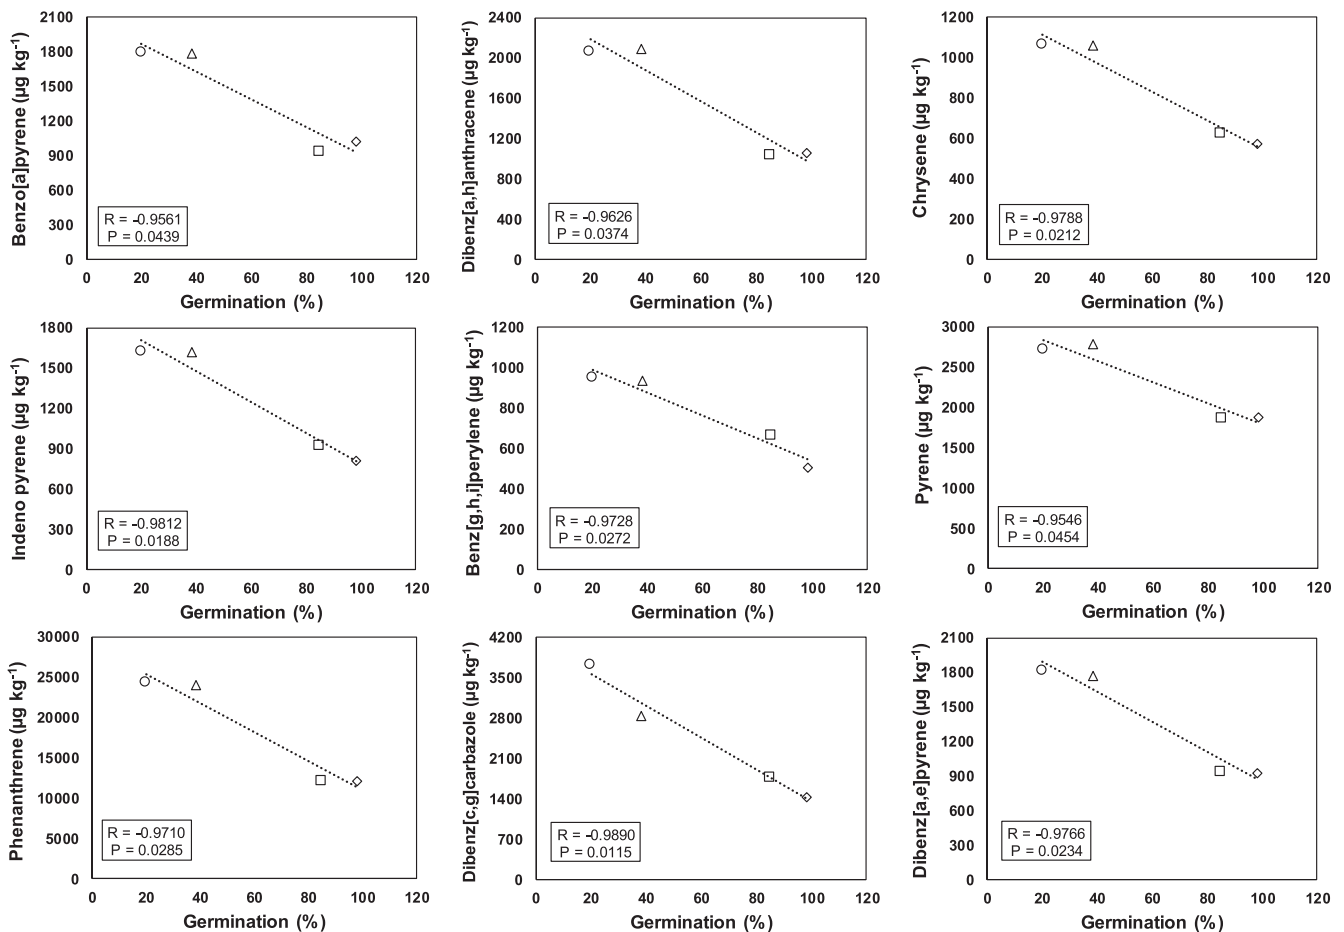 Benzo[a]pyrene (µg kg⁻¹)
2100
1800
1500
1200
900
600
300
0
R = -0.9561
P = 0.0439
0 20 40 60 80 100 120
Germination (%)
Dibenz[a,h]anthracene (µg kg⁻¹)
2400
2000
1600
1200
800
400
0
R = -0.9626
P = 0.0374
0 20 40 60 80 100 120
Germination (%)
Chrysene (µg kg⁻¹)
1200
1000
800
600
400
200
0
R = -0.9788
P = 0.0212
0 20 40 60 80 100 120
Germination (%)
Indeno pyrene (µg kg⁻¹)
1800
1500
1200
900
600
300
0
R = -0.9812
P = 0.0188
0 20 40 60 80 100 120
Germination (%)
Benz[g,h,i]perylene (µg kg⁻¹)
1200
1000
800
600
400
200
0
R = -0.9728
P = 0.0272
0 20 40 60 80 100 120
Germination (%)
Pyrene (µg kg⁻¹)
3000
2500
2000
1500
1000
500
0
R = -0.9546
P = 0.0454
0 20 40 60 80 100 120
Germination (%)
Phenanthrene (µg kg⁻¹)
30000
25000
20000
15000
10000
5000
0
R = -0.9710
P = 0.0285
0 20 40 60 80 100 120
Germination (%)
Dibenz[c,g]carbazole (µg kg⁻¹)
4200
3500
2800
2100
1400
700
0
R = -0.9890
P = 0.0115
0 20 40 60 80 100 120
Germination (%)
Dibenz[a,e]pyrene (µg kg⁻¹)
2100
1800
1500
1200
900
600
300
0
R = -0.9766
P = 0.0234
0 20 40 60 80 100 120
Germination (%)